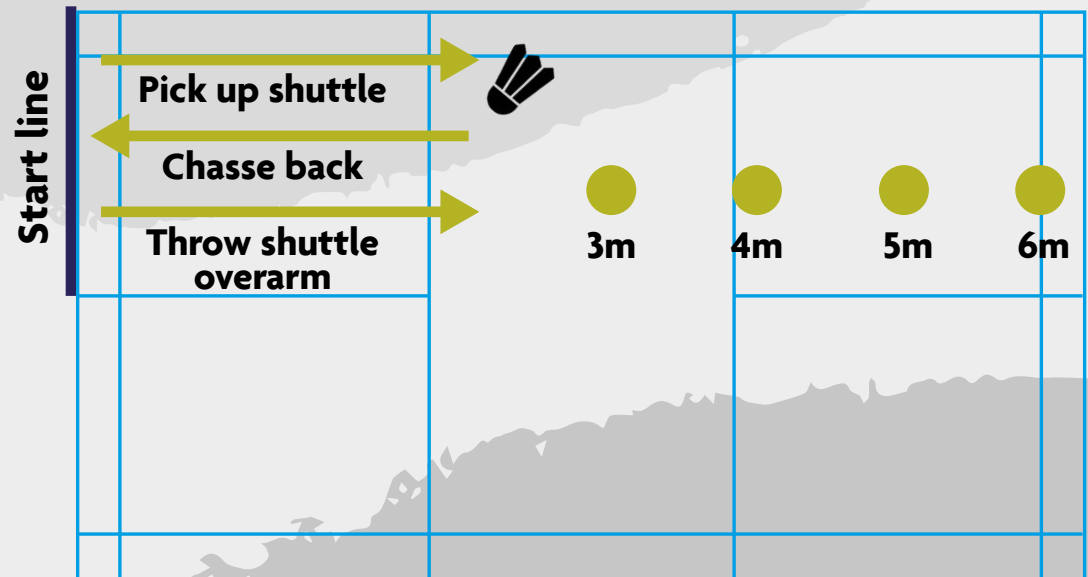 Start line
Pick up shuttle
Chasse back
Throw shuttle
overarm
3m
4m
5m
6m